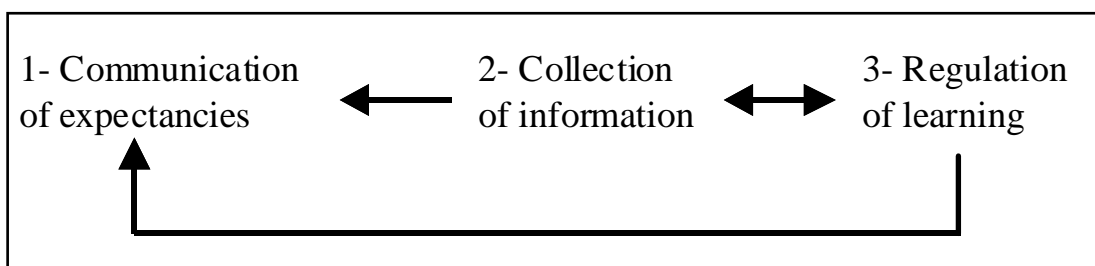 1- Communication
of expectancies
2- Collection
of information
3- Regulation
of learning